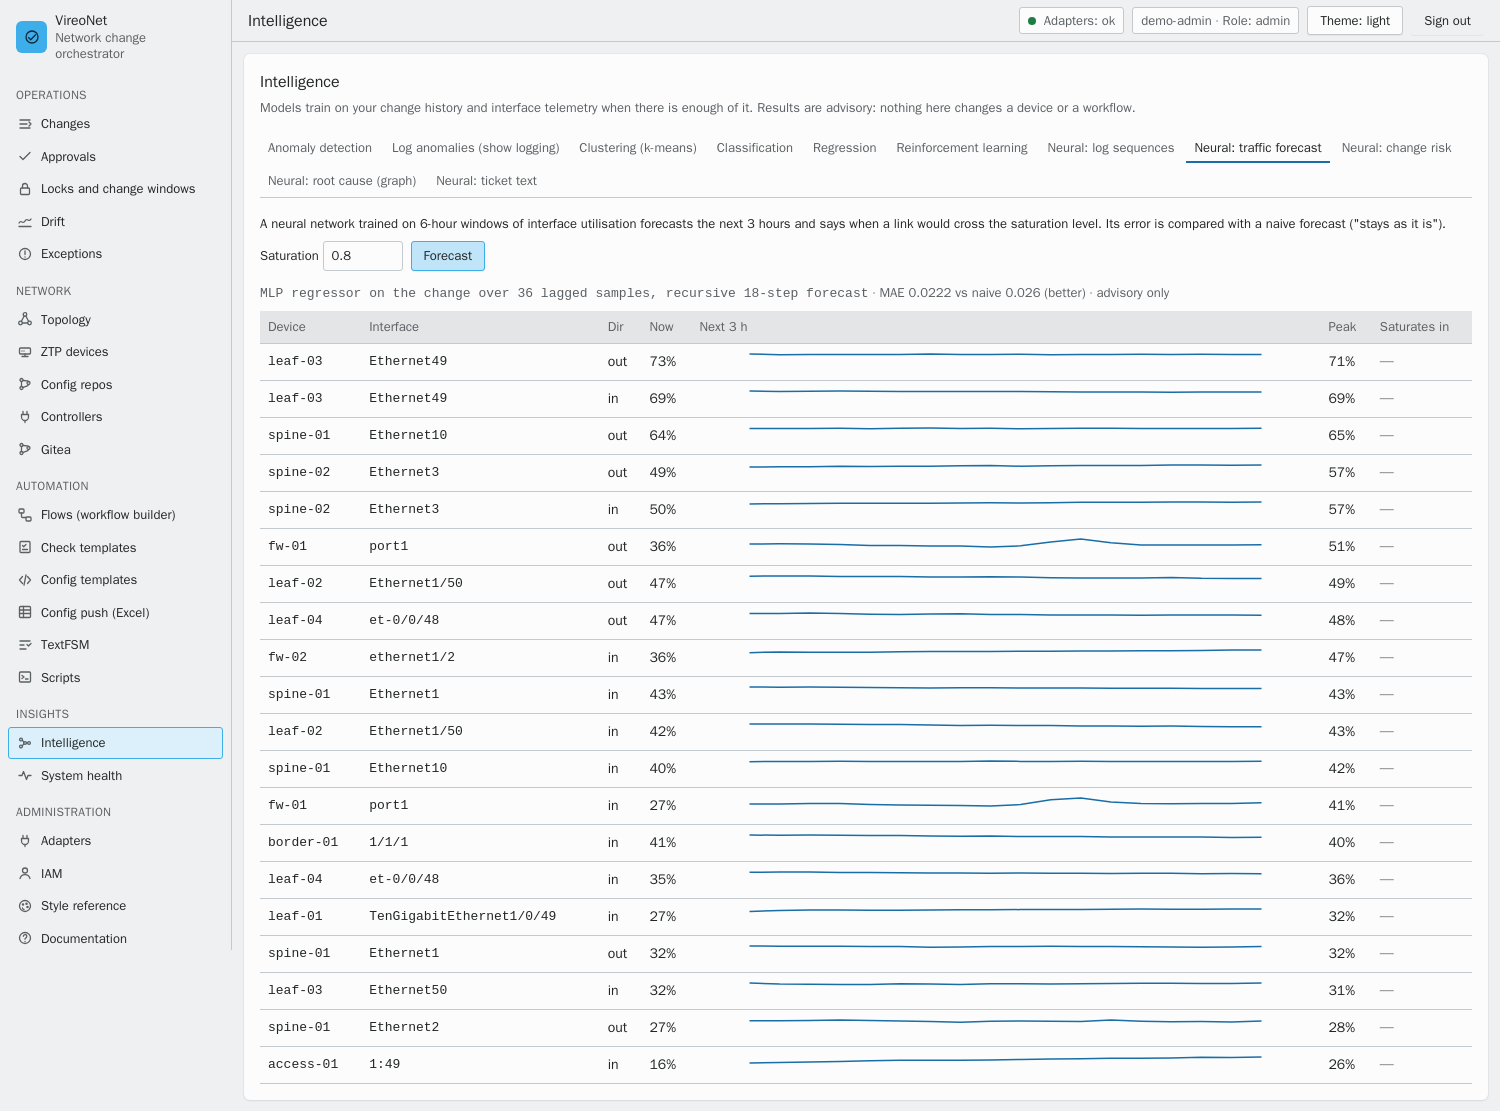 VireoNet
Network change
orchestrator
OPERATIONS
Changes
Approvals
Locks and change windows
Drift
Exceptions
NETWORK
Topology
ZTP devices
Config repos
Controllers
Gitea
AUTOMATION
Flows (workflow builder)
Check templates
Config templates
Config push (Excel)
TextFSM
Scripts
INSIGHTS
Intelligence
System health
ADMINISTRATION
Adapters
IAM
Style reference
Documentation
Intelligence
Adapters: ok
demo-admin · Role: admin
Theme: light
Sign out
Intelligence
Models train on your change history and interface telemetry when there is enough of it. Results are advisory: nothing here changes a device or a workflow.
Anomaly detection Log anomalies (show logging) Clustering (k-means) Classification Regression Reinforcement learning Neural: log sequences Neural: traffic forecast Neural: change risk
Neural: root cause (graph) Neural: ticket text
A neural network trained on 6-hour windows of interface utilisation forecasts the next 3 hours and says when a link would cross the saturation level. Its error is compared with a naive forecast ("stays as it is").
Saturation 0.8 Forecast
MLP regressor on the change over 36 lagged samples, recursive 18-step forecast · MAE 0.0222 vs naive 0.026 (better) · advisory only
Device Interface Dir Now Next 3 h Peak Saturates in
leaf-03 Ethernet49 out 73% 71% —
leaf-03 Ethernet49 in 69% 69% —
spine-01 Ethernet10 out 64% 65% —
spine-02 Ethernet3 out 49% 57% —
spine-02 Ethernet3 in 50% 57% —
fw-01 port1 out 36% 51% —
leaf-02 Ethernet1/50 out 47% 49% —
leaf-04 et-0/0/48 out 47% 48% —
fw-02 ethernet1/2 in 36% 47% —
spine-01 Ethernet1 in 43% 43% —
leaf-02 Ethernet1/50 in 42% 43% —
spine-01 Ethernet10 in 40% 42% —
fw-01 port1 in 27% 41% —
border-01 1/1/1 in 41% 40% —
leaf-04 et-0/0/48 in 35% 36% —
leaf-01 TenGigabitEthernet1/0/49 in 27% 32% —
spine-01 Ethernet1 out 32% 32% —
leaf-03 Ethernet50 in 32% 31% —
spine-01 Ethernet2 out 27% 28% —
access-01 1:49 in 16% 26% —